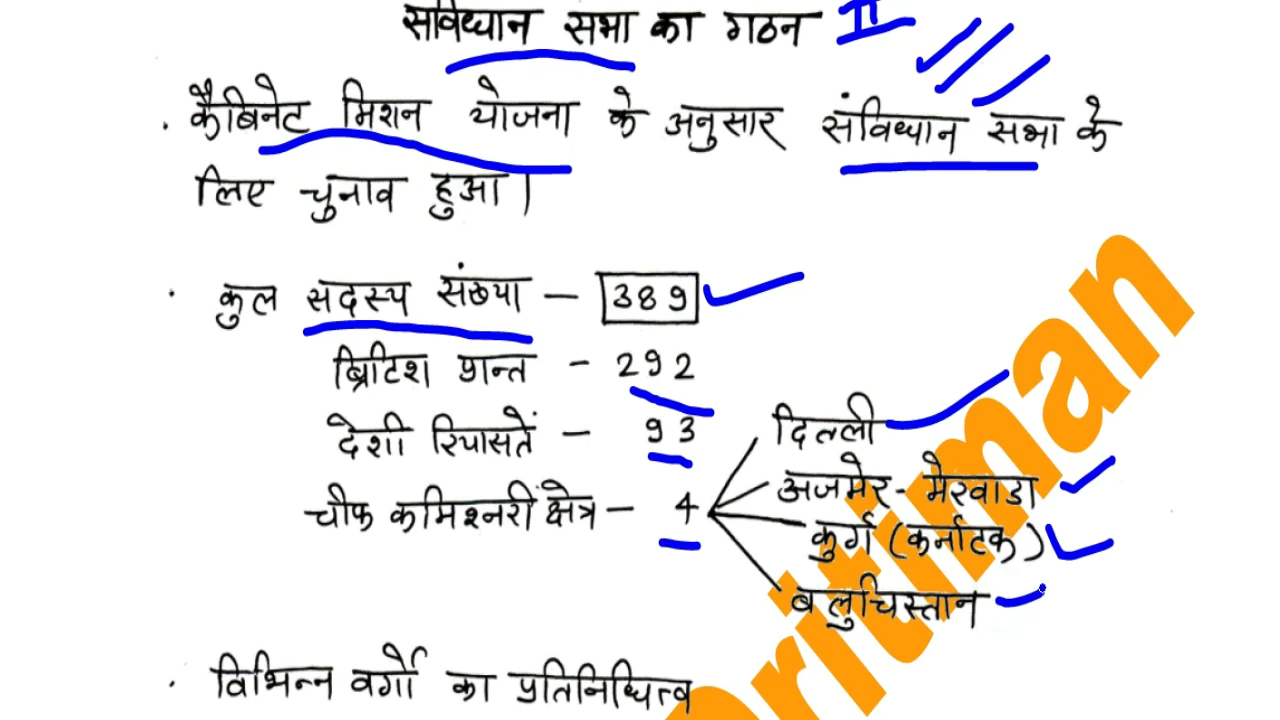 संविधान सभा का गठन II
. कैबिनेट मिशन योजना के अनुसार संविधान सभा के
लिए चुनाव हुआ।
. कुल सदस्य संख्या – 389
ब्रिटिश प्रान्त – 292
देशी रियासतें – 93
चीफ कमिश्नरी क्षेत्र – 4
दिल्ली
अजमेर - मेरवाडा
कुर्ग (कर्नाटक)
बलुचिस्तान
. विभिन्न वर्गो का प्रतिनिधित्व